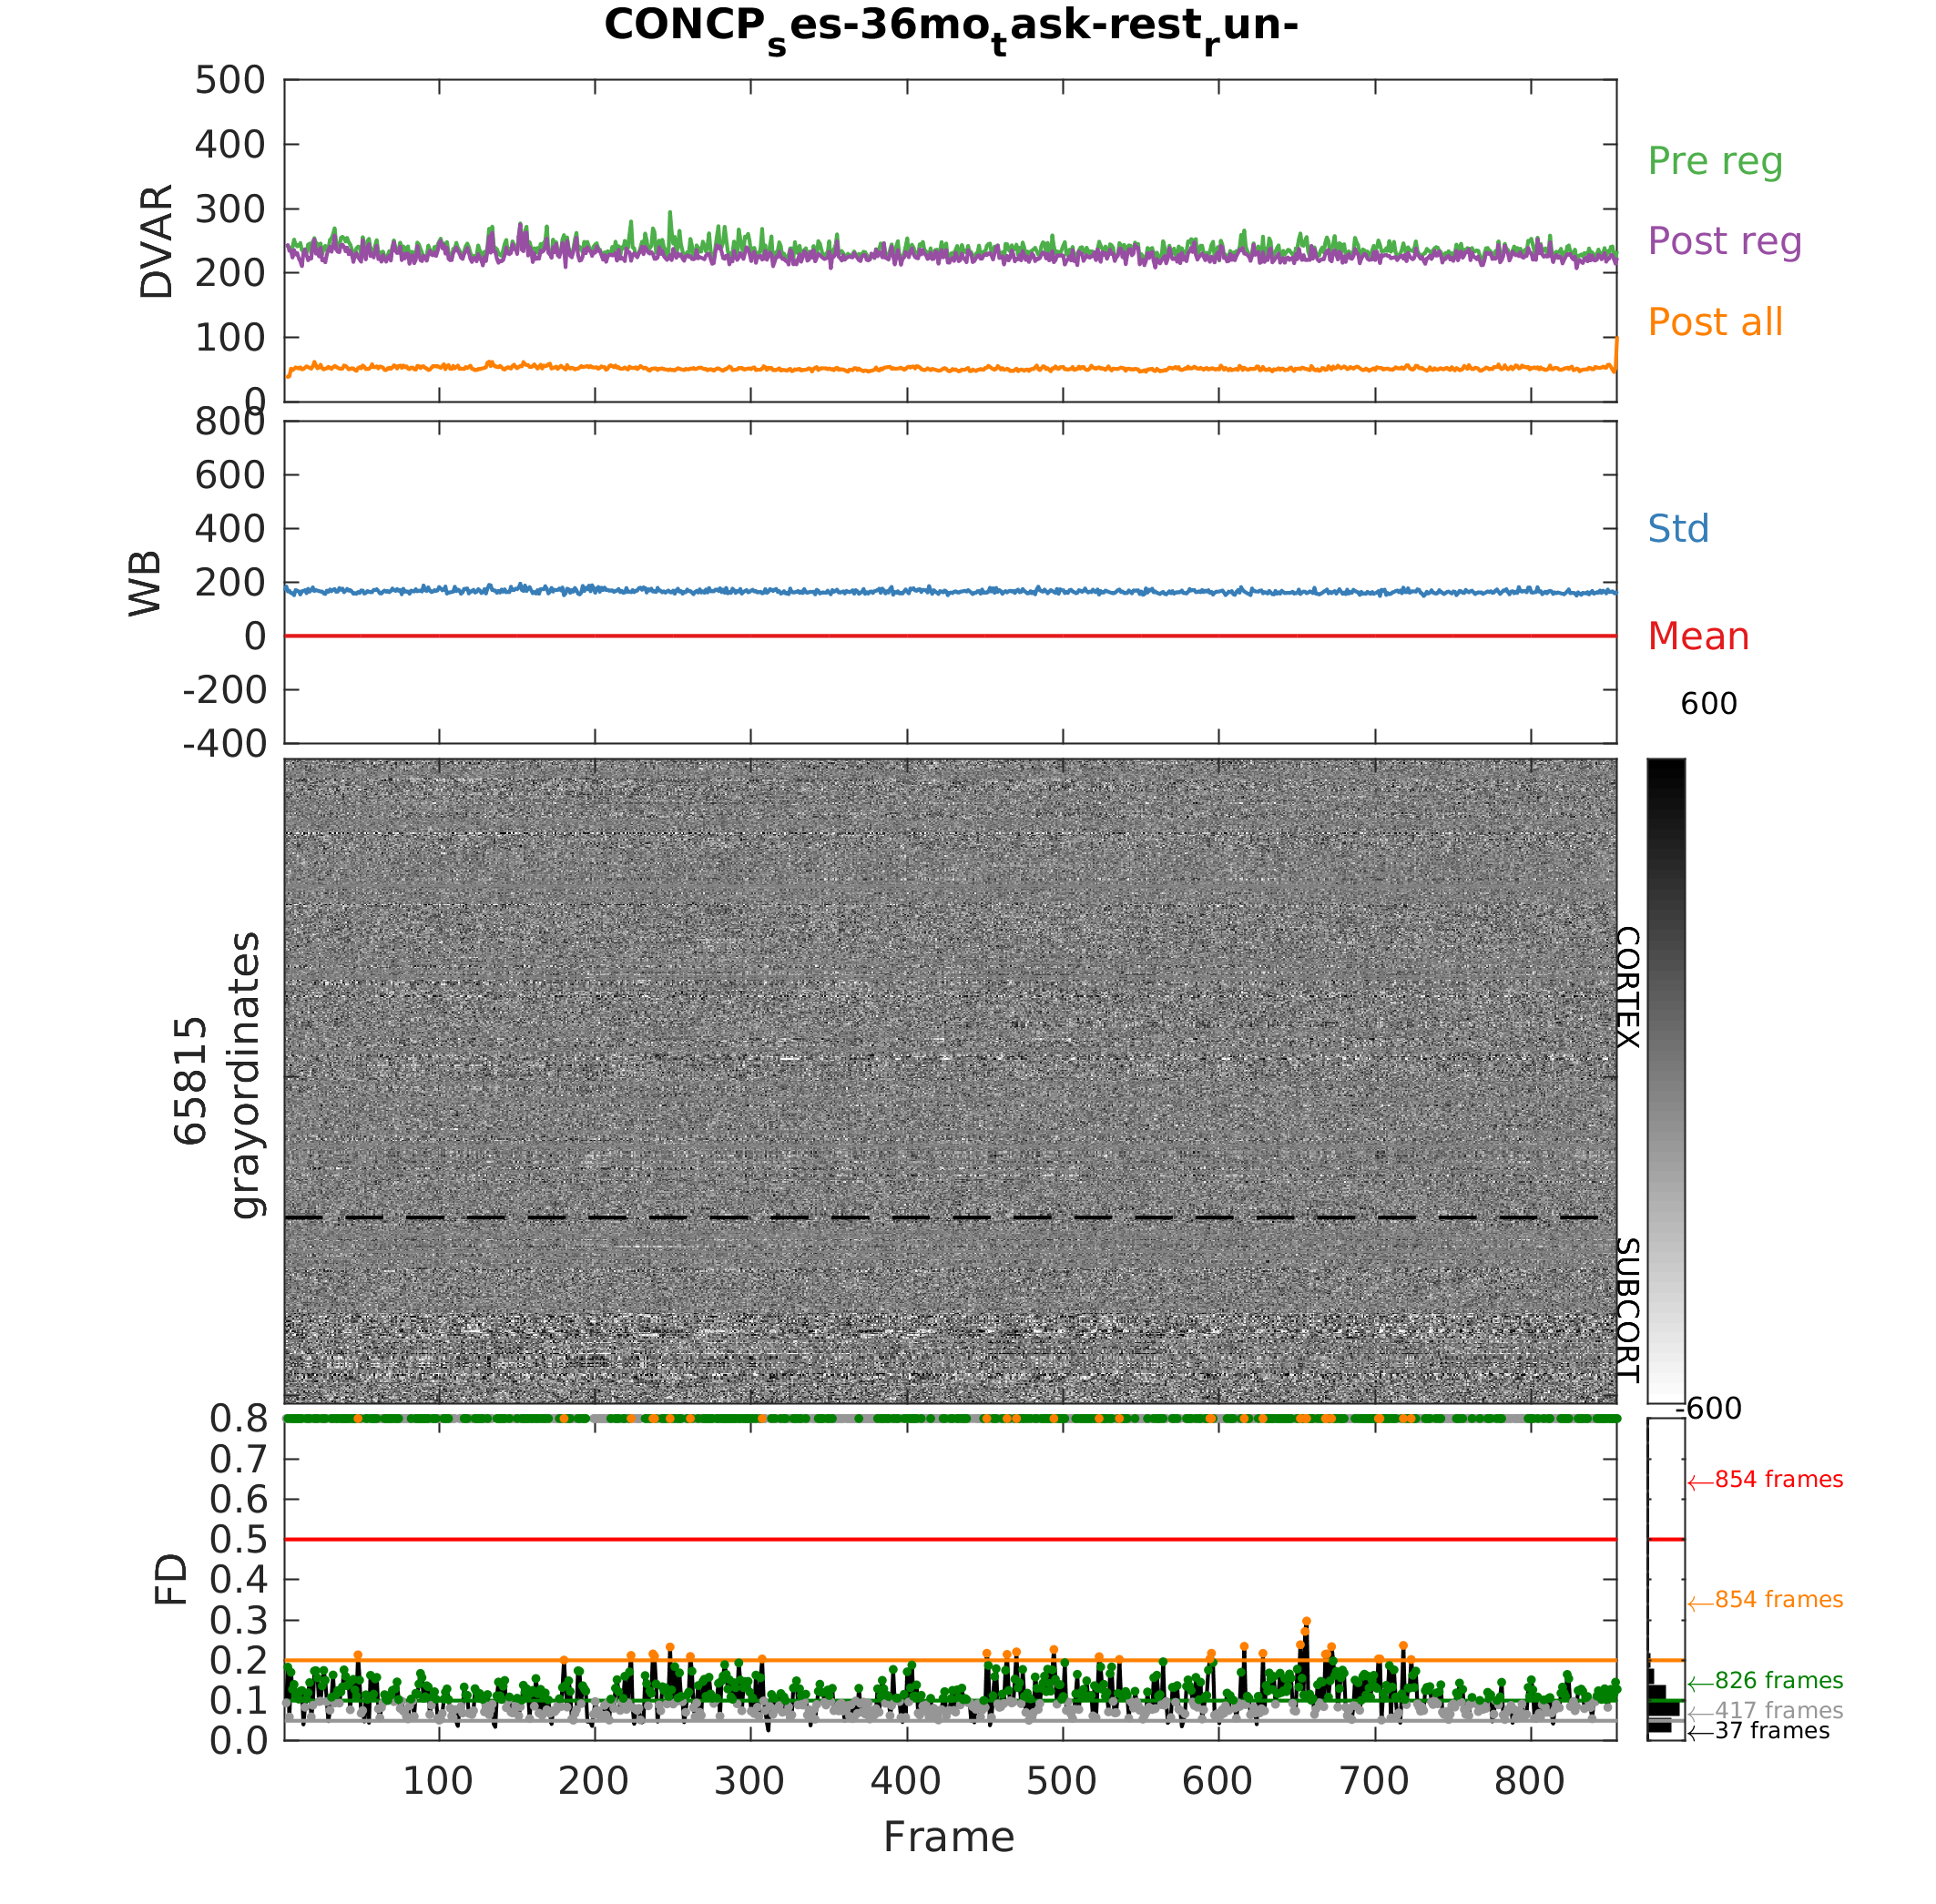 CONCPses-36motask-restrun-
500
400
300
200
100
0
DVAR
Pre reg
Post reg
Post all
800
600
400
200
0
-200
-400
WB
Std
Mean
600
65815
grayordinates
CORTEX
SUBCORT
-600
0.8
0.7
0.6
0.5
0.4
0.3
0.2
0.1
0.0
FD
←854 frames
←854 frames
←826 frames
←417 frames
←37 frames
100 200 300 400 500 600 700 800
Frame